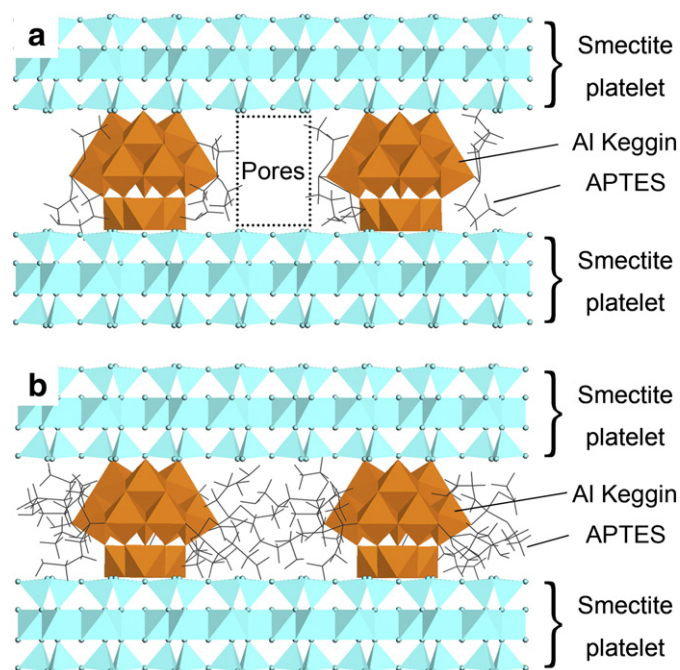 a
Smectite
platelet
Al Keggin
Pores
APTES
Smectite
platelet
b
Smectite
platelet
Al Keggin
APTES
Smectite
platelet